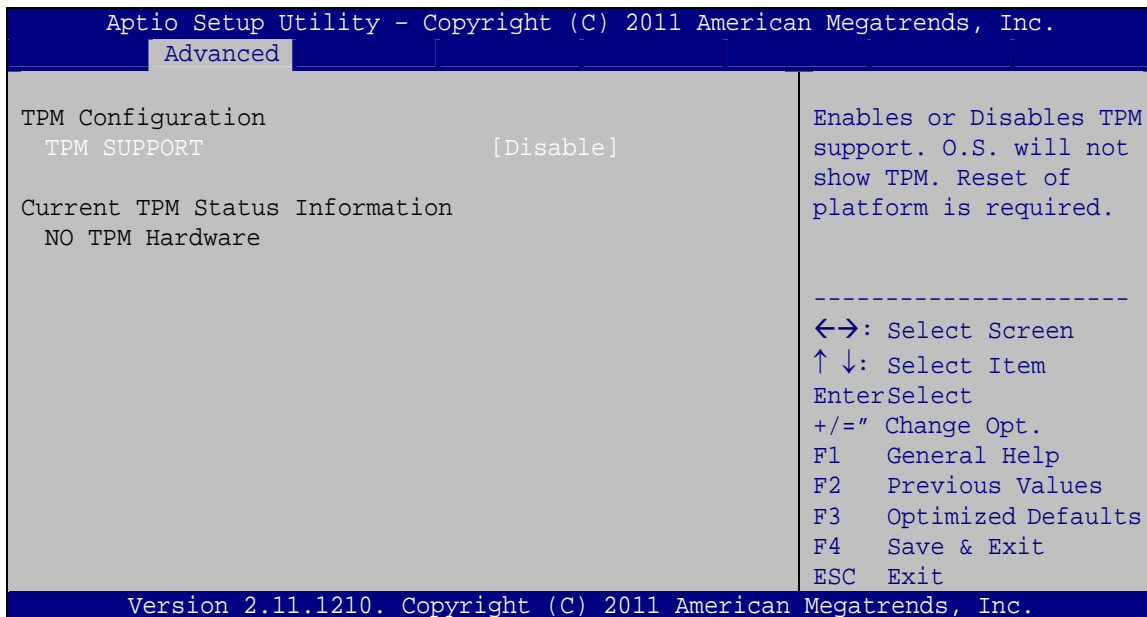 Aptio Setup Utility – Copyright (C) 2011 American Megatrends, Inc.
Advanced
TPM Configuration
TPM SUPPORT [Disable]
Current TPM Status Information
NO TPM Hardware
Enables or Disables TPM
support. O.S. will not
show TPM. Reset of
platform is required.
----------------------
←→: Select Screen
↑ ↓: Select Item
EnterSelect
+/=" Change Opt.
F1 General Help
F2 Previous Values
F3 Optimized Defaults
F4 Save & Exit
ESC Exit
Version 2.11.1210. Copyright (C) 2011 American Megatrends, Inc.